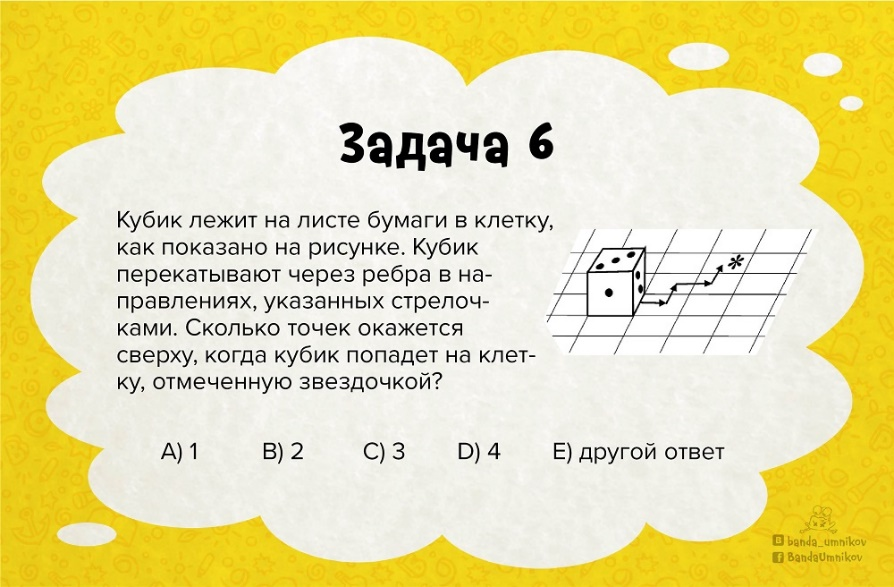 Задача 6
Кубик лежит на листе бумаги в клетку,
как показано на рисунке. Кубик
перекатывают через ребра в на-
правлениях, указанных стрелоч-
ками. Сколько точек окажется
сверху, когда кубик попадет на клет-
ку, отмеченную звездочкой?
A) 1 B) 2 C) 3 D) 4 E) другой ответ
banda_umnikov
BandaUmnikov